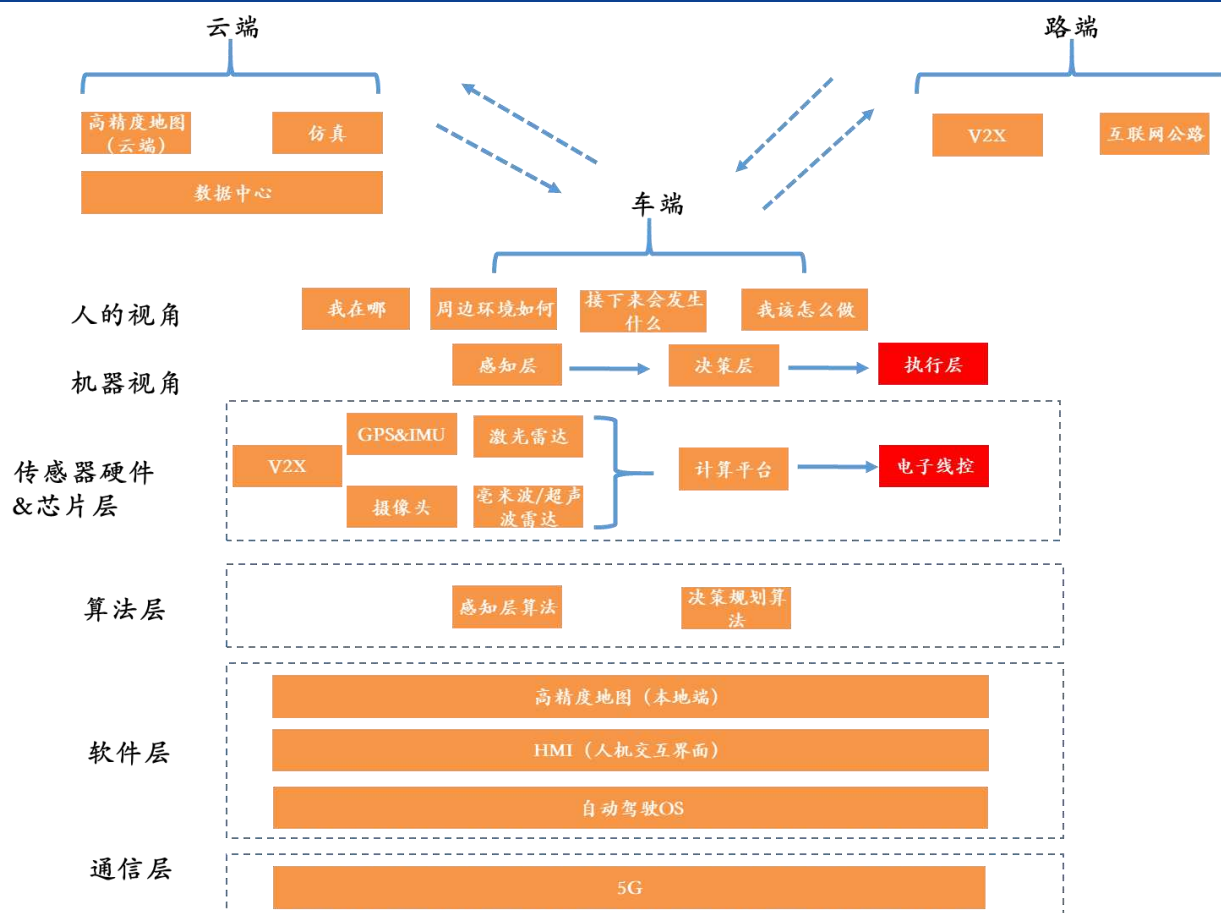 云端
路端
高精度地图
（云端）
仿真
V2X
互联网公路
数据中心
车端
人的视角
我在哪
周边环境如何
接下来会发生
什么
我该怎么做
机器视角
感知层
决策层
执行层
传感器硬件
&芯片层
V2X
GPS&IMU
激光雷达
摄像头
毫米波/超声
波雷达
计算平台
电子线控
算法层
感知层算法
决策规划算
法
软件层
高精度地图（本地端）
HMI（人机交互界面）
自动驾驶OS
通信层
5G